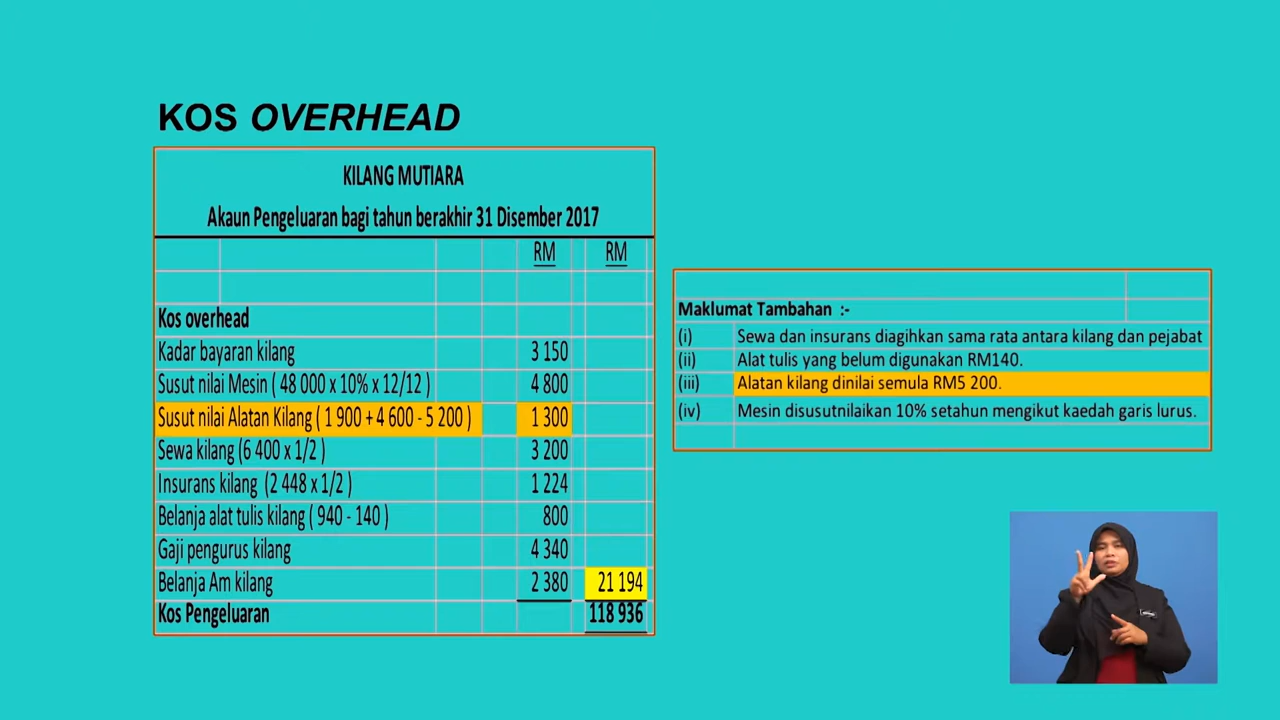 KOS OVERHEAD
KILANG MUTIARA
Akaun Pengeluaran bagi tahun berakhir 31 Disember 2017
RM RM
Kos overhead
Kadar bayaran kilang 3 150
Susut nilai Mesin ( 48 000 x 10% x 12/12 ) 4 800
Susut nilai Alatan Kilang ( 1 900 + 4 600 - 5 200 ) 1 300
Sewa kilang (6 400 x 1/2 ) 3 200
Insurans kilang (2 448 x 1/2 ) 1 224
Belanja alat tulis kilang ( 940 - 140 ) 800
Gaji pengurus kilang 4 340
Belanja Am kilang 2 380 21 194
Kos Pengeluaran 118 936
Maklumat Tambahan :-
(i) Sewa dan insurans diagihkan sama rata antara kilang dan pejabat
(ii) Alat tulis yang belum digunakan RM140.
(iii) Alatan kilang dinilai semula RM5 200.
(iv) Mesin disusutnilaikan 10% setahun mengikut kaedah garis lurus.